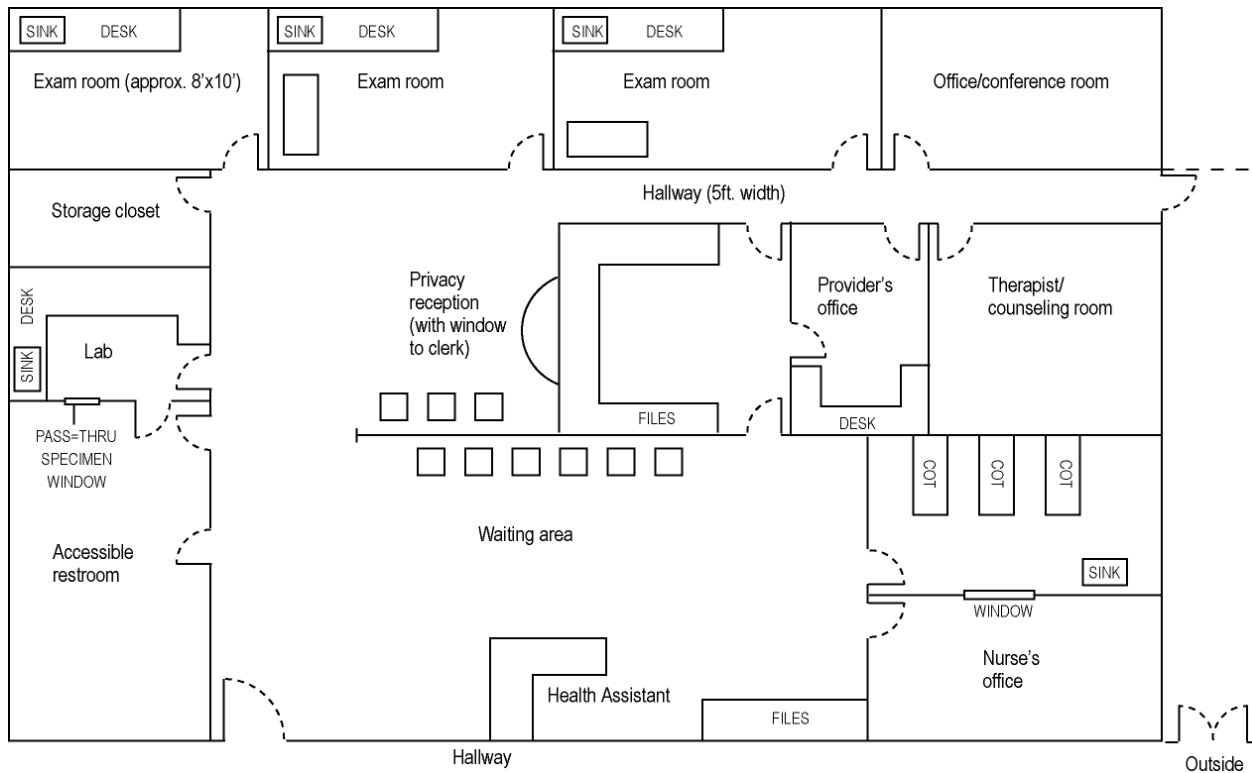 SINK DESK
SINK DESK
SINK DESK
Exam room (approx. 8’x10’)
Exam room
Exam room
Office/conference room
Hallway (5ft. width)
Storage closet
DESK
SINK
Lab
Privacy
reception
(with window
to clerk)
Provider’s
office
Therapist/
counseling room
FILES
DESK
PASS=THRU
SPECIMEN
WINDOW
COT
COT
COT
Waiting area
Accessible
restroom
SINK
WINDOW
Nurse’s
office
Health Assistant
FILES
Hallway
Outside